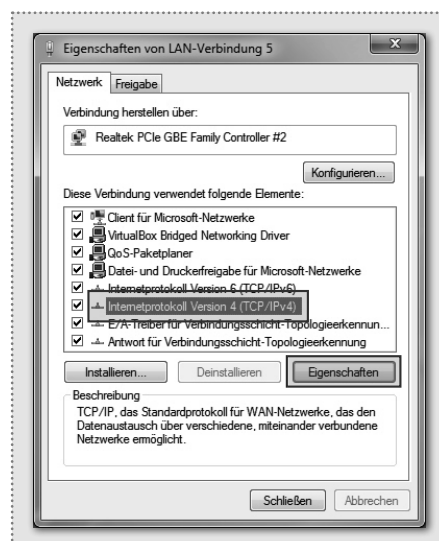 Eigenschaften von LAN-Verbindung 5
Netzwerk Freigabe
Verbindung herstellen über:
Realtek PCIe GBE Family Controller #2
Konfigurieren...
Diese Verbindung verwendet folgende Elemente:
Client für Microsoft-Netzwerke
VirtualBox Bridged Networking Driver
QoS-Paketplaner
Datei- und Druckerfreigabe für Microsoft-Netzwerke
Internetprotokoll Version 6 (TCP/IPv6)
Internetprotokoll Version 4 (TCP/IPv4)
E/A-Treiber für Verbindungsschicht-Topologieerkennun...
Antwort für Verbindungsschicht-Topologieerkennung
Installieren... Deinstallieren Eigenschaften
Beschreibung
TCP/IP, das Standardprotokoll für WAN-Netzwerke, das den
Datenaustausch über verschiedene, miteinander verbundene
Netzwerke ermöglicht.
Schließen Abbrechen